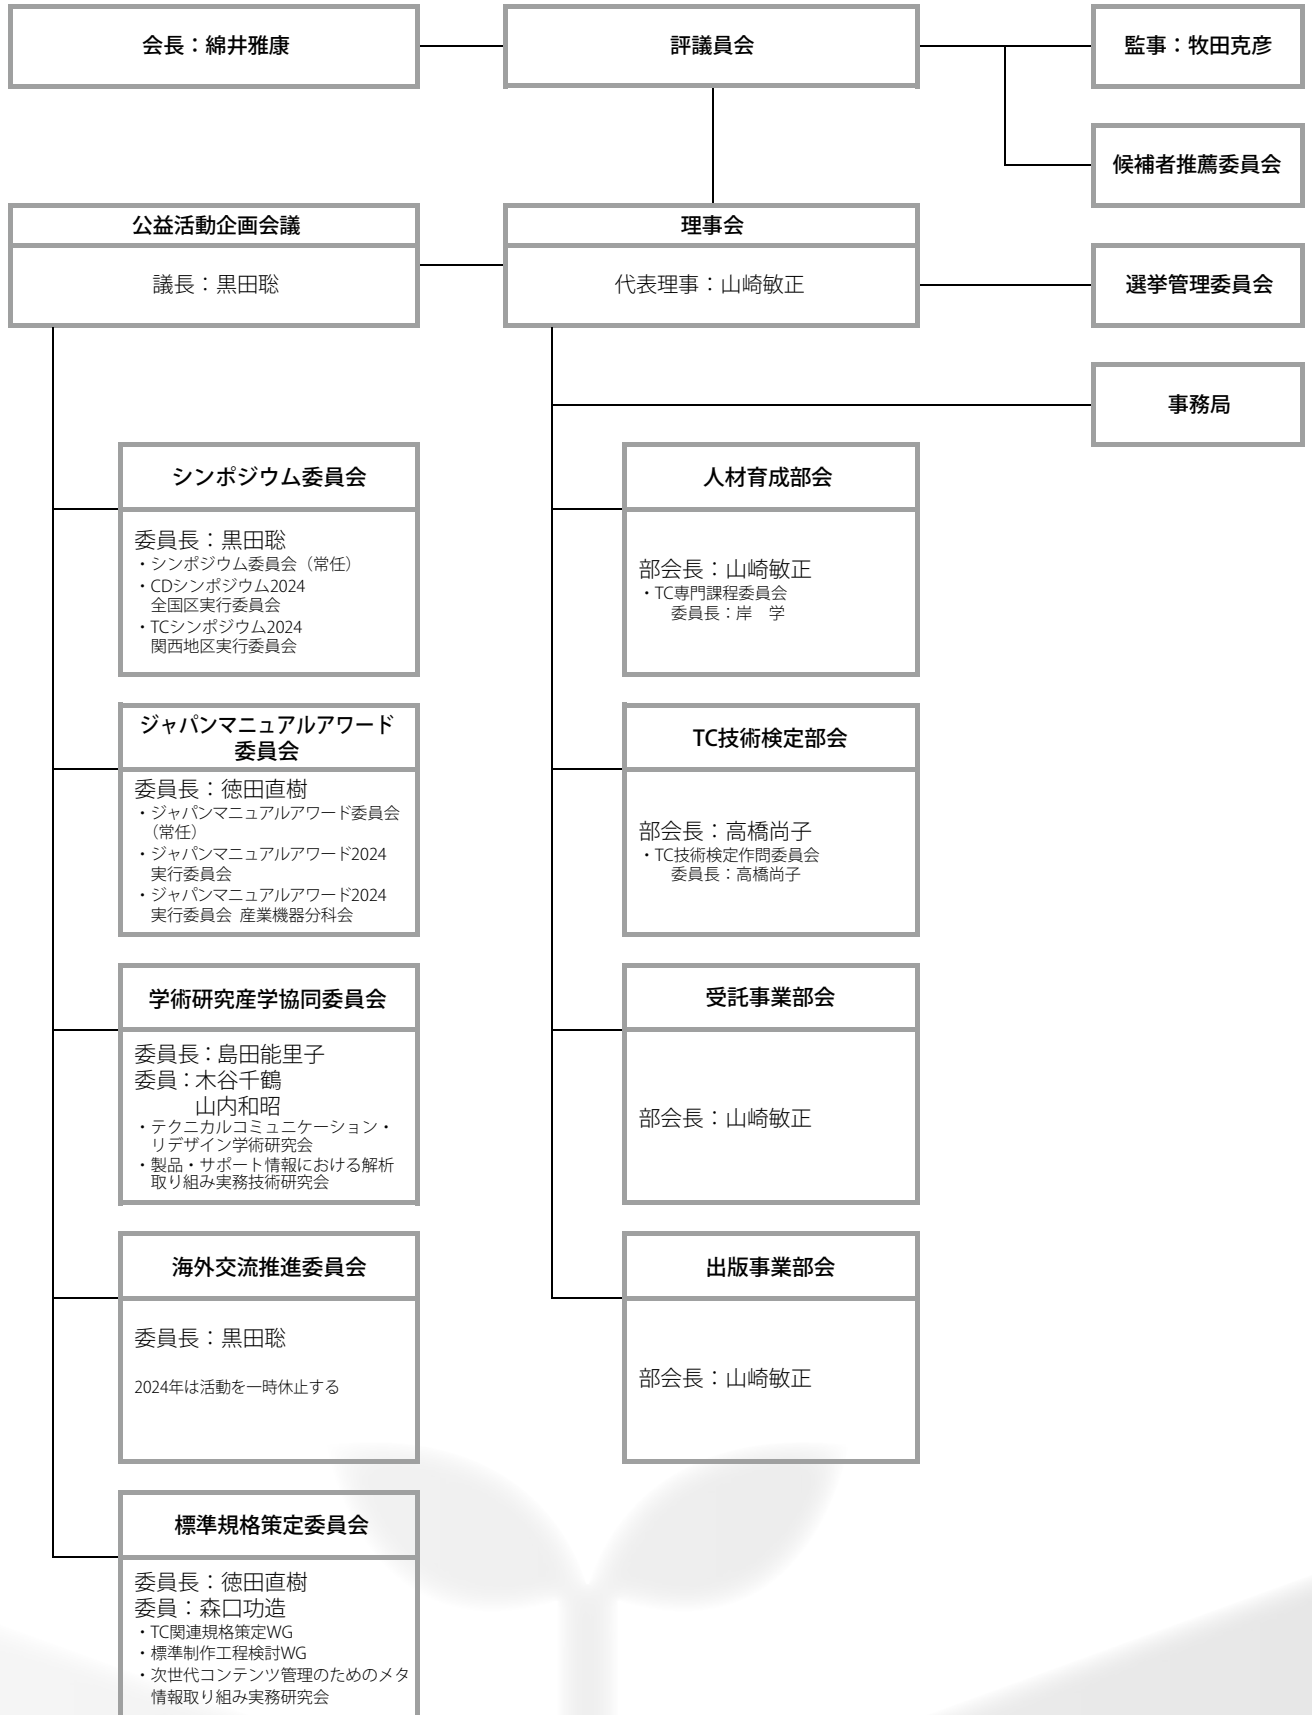 会長：綿井雅康
評議員会
監事：牧田克彦
候補者推薦委員会
公益活動企画会議
議長：黒田聡
理事会
代表理事：山崎敏正
選挙管理委員会
事務局
シンポジウム委員会
委員長：黒田聡
・シンポジウム委員会（常任）
・CDシンポジウム2024
全国区実行委員会
・TCシンポジウム2024
関西地区実行委員会
人材育成部会
部会長：山崎敏正
・TC専門課程委員会
委員長：岸　学
ジャパンマニュアルアワード
委員会
委員長：徳田直樹
・ジャパンマニュアルアワード委員会
（常任）
・ジャパンマニュアルアワード2024
実行委員会
・ジャパンマニュアルアワード2024
実行委員会 産業機器分科会
TC技術検定部会
部会長：高橋尚子
・TC技術検定作問委員会
委員長：高橋尚子
学術研究産学協同委員会
委員長：島田能里子
委員：木谷千鶴
山内和昭
・テクニカルコミュニケーション・
リデザイン学術研究会
・製品・サポート情報における解析
取り組み実務技術研究会
受託事業部会
部会長：山崎敏正
海外交流推進委員会
委員長：黒田聡
2024年は活動を一時休止する
出版事業部会
部会長：山崎敏正
標準規格策定委員会
委員長：徳田直樹
委員：森口功造
・TC関連規格策定WG
・標準制作工程検討WG
・次世代コンテンツ管理のためのメタ
情報取り組み実務研究会